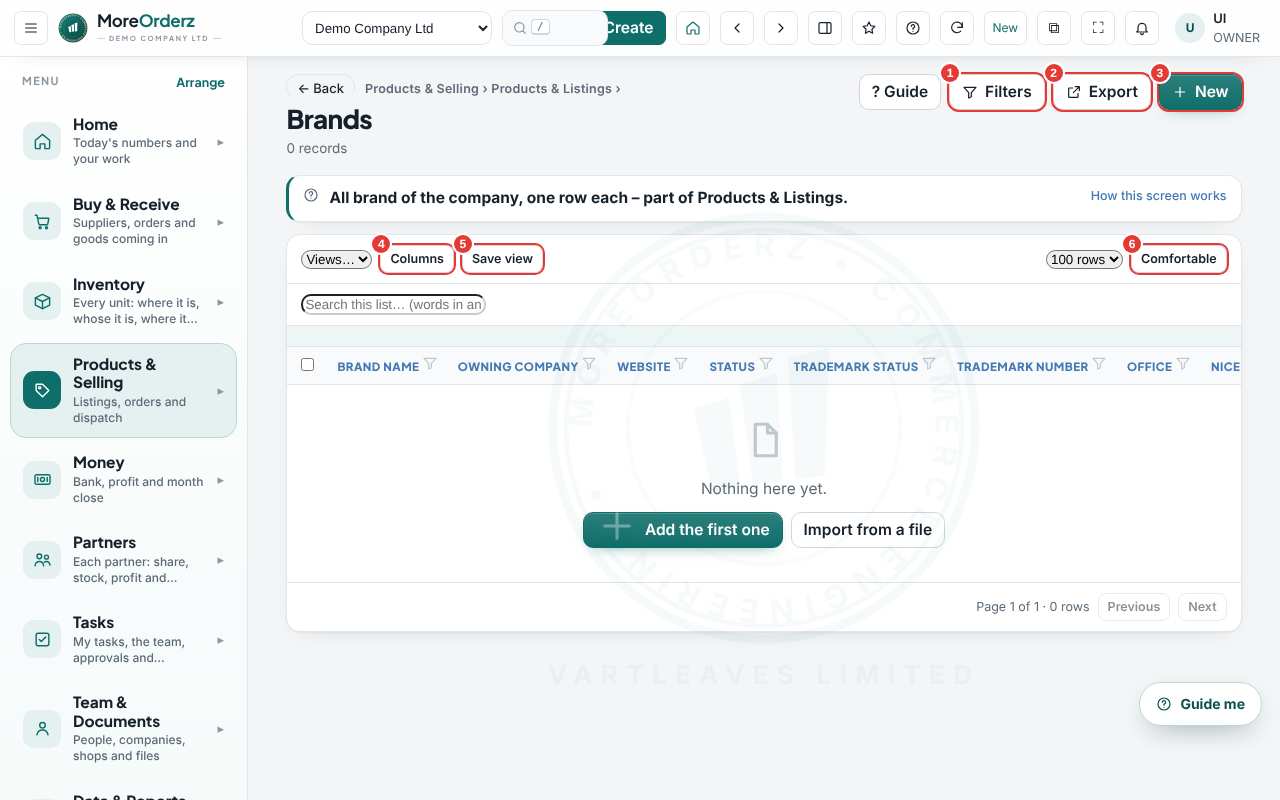 MoreOrderz
— DEMO COMPANY LTD —
Demo Company Ltd
/
Create
New
U
UI
OWNER
MENU
Arrange
Home
Today's numbers and
your work
Buy & Receive
Suppliers, orders and
goods coming in
Inventory
Every unit: where it is,
whose it is, where it…
Products &
Selling
Listings, orders and
dispatch
Money
Bank, profit and month
close
Partners
Each partner: share,
stock, profit and…
Tasks
My tasks, the team,
approvals and…
Team &
Documents
People, companies,
shops and files
Data & Reports
← Back
Products & Selling › Products & Listings ›
Brands
0 records
? Guide
1
Filters
2
Export
3
+ New
All brand of the company, one row each – part of Products & Listings.
How this screen works
Views…
4
Columns
5
Save view
100 rows
6
Comfortable
Search this list… (words in an
BRAND NAME
OWNING COMPANY
WEBSITE
STATUS
TRADEMARK STATUS
TRADEMARK NUMBER
OFFICE
NICE
Nothing here yet.
Add the first one
Import from a file
Page 1 of 1 · 0 rows
Previous
Next
MOREORDERZ • COMMERCE ENGINEERING •
VARTLEAVES LIMITED
Guide me